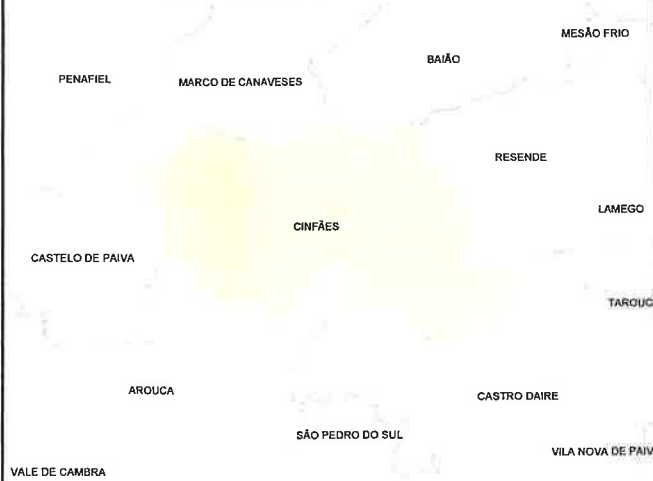 MESÃO FRIO
BAIÃO
PENAFIEL
MARCO DE CANAVESES
RESENDE
LAMEGO
CINFÃES
CASTELO DE PAIVA
TAROUC
AROUCA
CASTRO DAIRE
SÃO PEDRO DO SUL
VILA NOVA DE PAIV
VALE DE CAMBRA